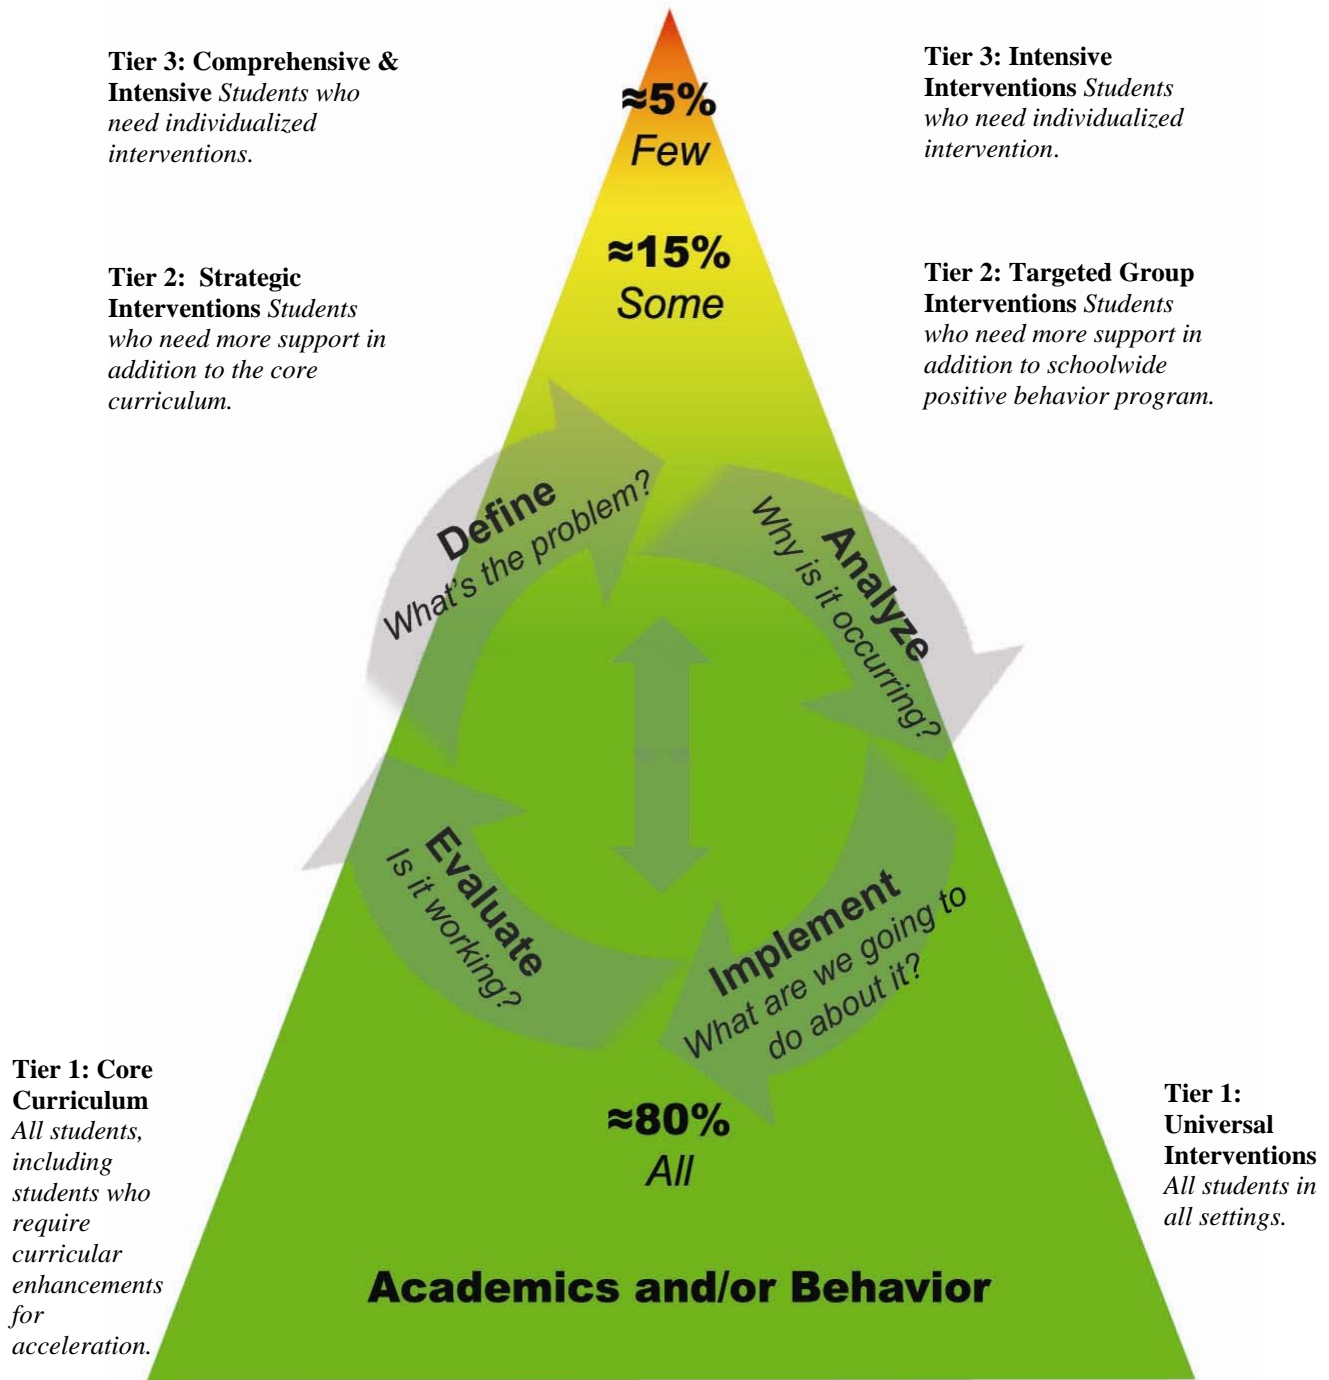 Tier 3: Comprehensive &
Intensive Students who
need individualized
interventions.
Tier 3: Intensive
Interventions Students
who need individualized
intervention.
≈5%
Few
Tier 2:  Strategic
Interventions Students
who need more support in
addition to the core
curriculum.
≈15%
Some
Tier 2: Targeted Group
Interventions Students
who need more support in
addition to schoolwide
positive behavior program.
Define
What's the problem?
Analyze
Why is it occurring?
Implement
What are we going to
do about it?
Evaluate
Is it working?
Tier 1: Core
Curriculum
All students,
including
students who
require
curricular
enhancements
for
acceleration.
≈80%
All
Tier 1:
Universal
Interventions
All students in
all settings.
Academics and/or Behavior